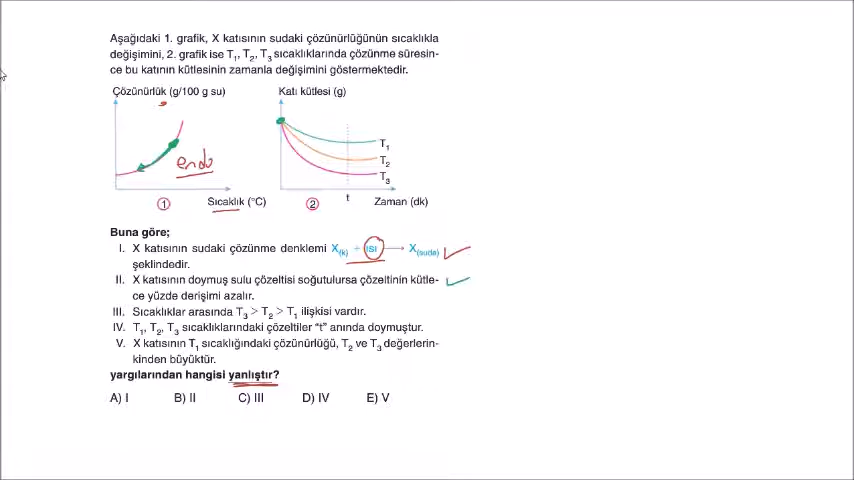 Aşağıdaki 1. grafik, X katısının sudaki çözünürlüğünün sıcaklıkla
değişimini, 2. grafik ise T1, T2, T3 sıcaklıklarında çözünme süresin-
ce bu katının kütlesinin zamanla değişimini göstermektedir.
Çözünürlük (g/100 g su)
endo
Sıcaklık (°C)
1
Katı kütlesi (g)
T1
T2
T3
t
Zaman (dk)
2
Buna göre;
I. X katısının sudaki çözünme denklemi X(k) + ısı → X(suda)
şeklindedir.
II. X katısının doymuş sulu çözeltisi soğutulursa çözeltinin kütle-
ce yüzde derişimi azalır.
III. Sıcaklıklar arasında T3 > T2 > T1 ilişkisi vardır.
IV. T1, T2, T3 sıcaklıklarındaki çözeltiler “t” anında doymuştur.
V. X katısının T1 sıcaklığındaki çözünürlüğü, T2 ve T3 değerlerin-
kinden büyüktür.
yargılarından hangisi yanlıştır?
A) I B) II C) III D) IV E) V